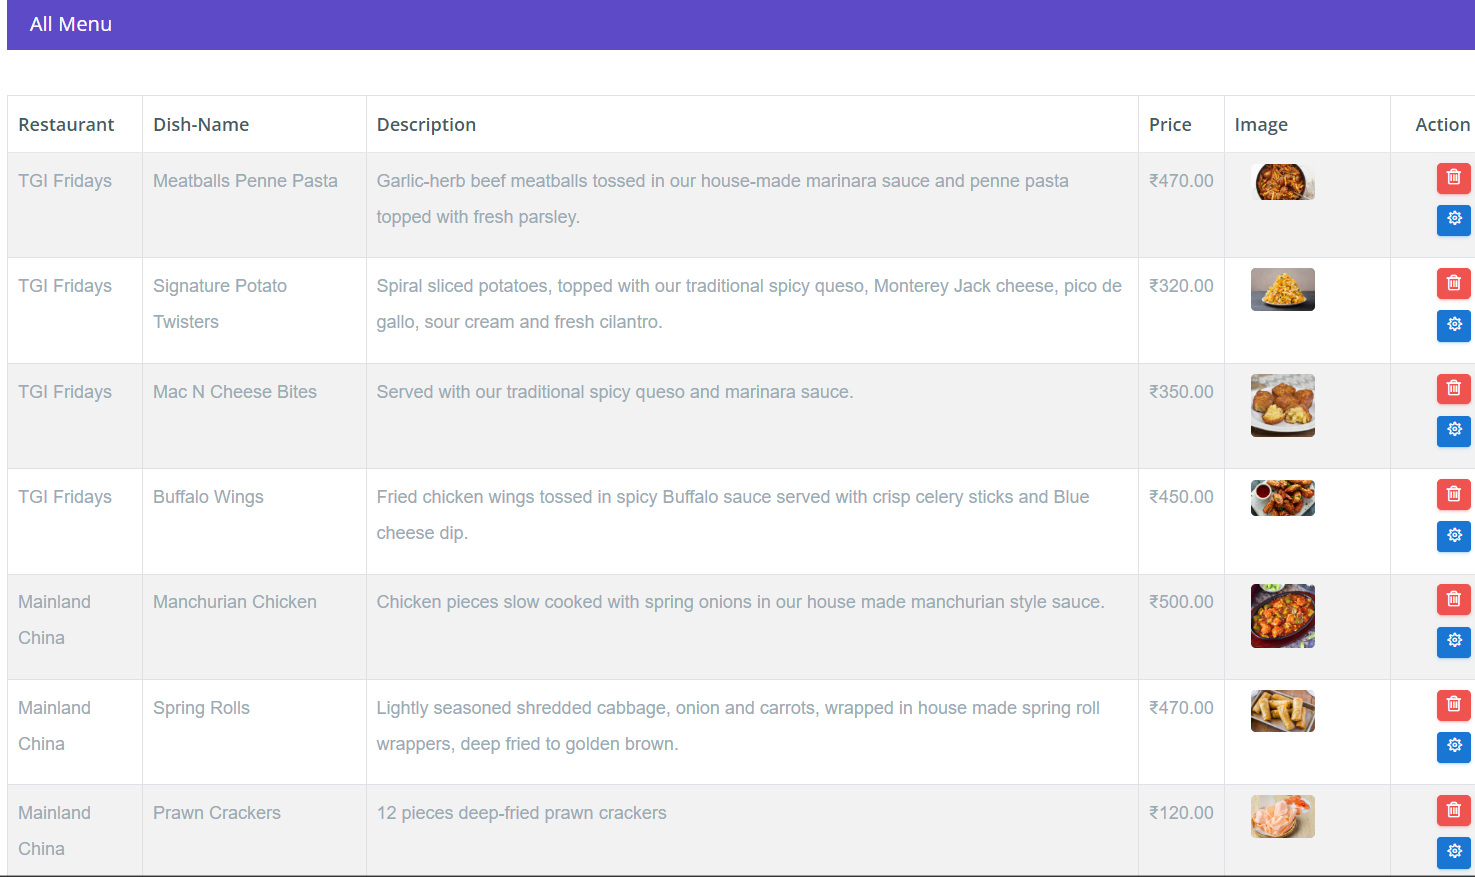 All Menu
Restaurant Dish-Name Description Price Image Action
TGI Fridays Meatballs Penne Pasta Garlic-herb beef meatballs tossed in our house-made marinara sauce and penne pasta ₹470.00
topped with fresh parsley.
TGI Fridays Signature Potato Spiral sliced potatoes, topped with our traditional spicy queso, Monterey Jack cheese, pico de ₹320.00
Twisters gallo, sour cream and fresh cilantro.
TGI Fridays Mac N Cheese Bites Served with our traditional spicy queso and marinara sauce. ₹350.00
TGI Fridays Buffalo Wings Fried chicken wings tossed in spicy Buffalo sauce served with crisp celery sticks and Blue ₹450.00
cheese dip.
Mainland Manchurian Chicken Chicken pieces slow cooked with spring onions in our house made manchurian style sauce. ₹500.00
China
Mainland Spring Rolls Lightly seasoned shredded cabbage, onion and carrots, wrapped in house made spring roll ₹470.00
China wrappers, deep fried to golden brown.
Mainland Prawn Crackers 12 pieces deep-fried prawn crackers ₹120.00
China